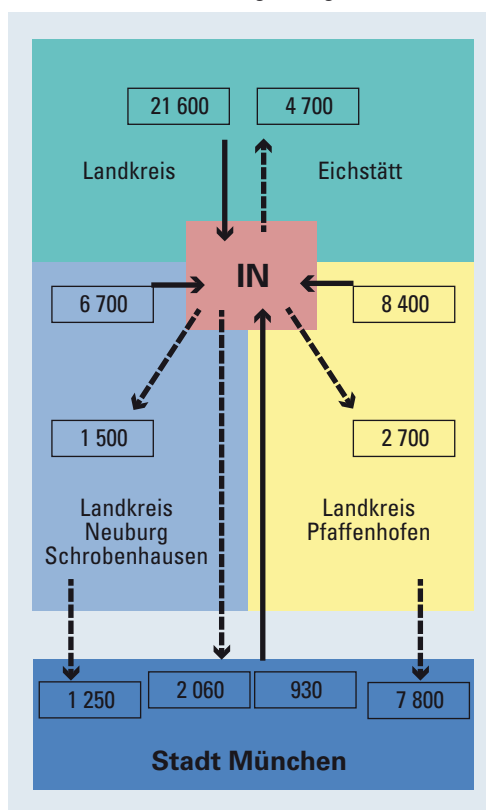 21 600 4 700
Landkreis Eichstätt
IN
6 700 8 400
1 500 2 700
Landkreis
Neuburg
Schrobenhausen
Landkreis
Pfaffenhofen
1 250 2 060 930 7 800
Stadt München